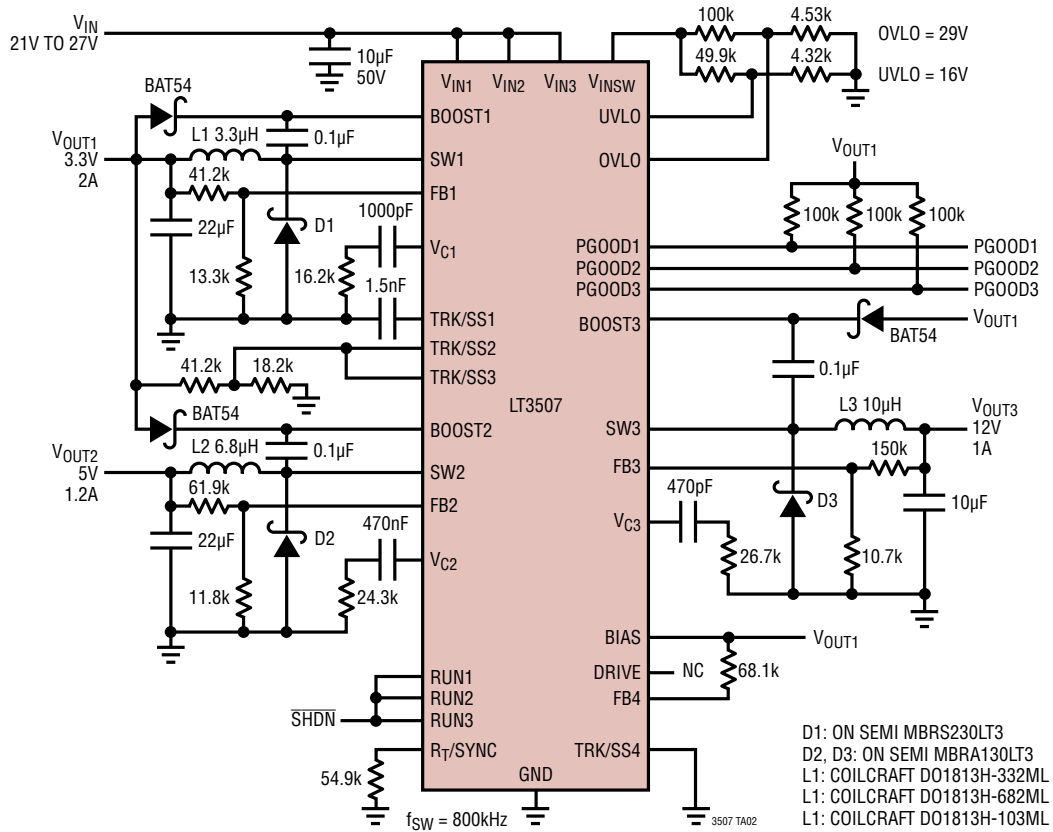 VIN
21V TO 27V
10µF
50V
VIN1
VIN2
VIN3
VINSW
100k
4.53k
OVLO = 29V
49.9k
4.32k
UVLO = 16V
BAT54
BOOST1
UVLO
L1 3.3µH
0.1µF
VOUT1
3.3V
2A
SW1
OVLO
41.2k
FB1
VOUT1
22µF
D1
1000pF
100k
100k
100k
VC1
PGOOD1
PGOOD1
13.3k
16.2k
1.5nF
PGOOD2
PGOOD2
PGOOD3
PGOOD3
TRK/SS1
BOOST3
VOUT1
BAT54
TRK/SS2
TRK/SS3
41.2k
18.2k
0.1µF
LT3507
BAT54
BOOST2
SW3
L3 10µH
VOUT3
12V
1A
L2 6.8µH
0.1µF
VOUT2
5V
1.2A
SW2
FB3
150k
61.9k
FB2
470pF
D3
10µF
22µF
D2
470nF
VC3
VC2
26.7k
10.7k
11.8k
24.3k
BIAS
VOUT1
RUN1
DRIVE
NC
68.1k
RUN2
FB4
SHDN
RUN3
RT/SYNC
TRK/SS4
54.9k
GND
fSW = 800kHz
3507 TA02
D1: ON SEMI MBRS230LT3
D2, D3: ON SEMI MBRA130LT3
L1: COILCRAFT DO1813H-332ML
L1: COILCRAFT DO1813H-682ML
L1: COILCRAFT DO1813H-103ML